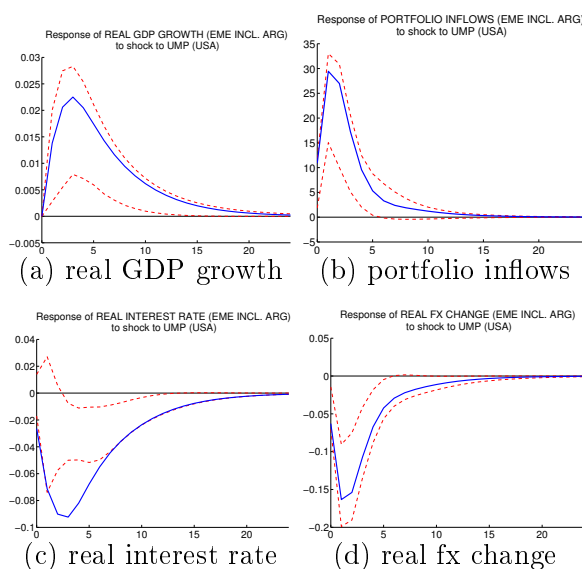 Response of REAL GDP GROWTH (EME INCL. ARG)
to shock to UMP (USA)
0.03
0.025
0.02
0.015
0.01
0.005
0
−0.005
0 5 10 15 20
(a) real GDP growth
Response of PORTFOLIO INFLOWS (EME INCL. ARG)
to shock to UMP (USA)
35
30
25
20
15
10
5
0
−5
0 5 10 15 20
(b) portfolio inflows
Response of REAL INTEREST RATE (EME INCL. ARG)
to shock to UMP (USA)
0.04
0.02
0
−0.02
−0.04
−0.06
−0.08
−0.1
0 5 10 15 20
(c) real interest rate
Response of REAL FX CHANGE (EME INCL. ARG)
to shock to UMP (USA)
0.05
0
−0.05
−0.1
−0.15
−0.2
0 5 10 15 20
(d) real fx change